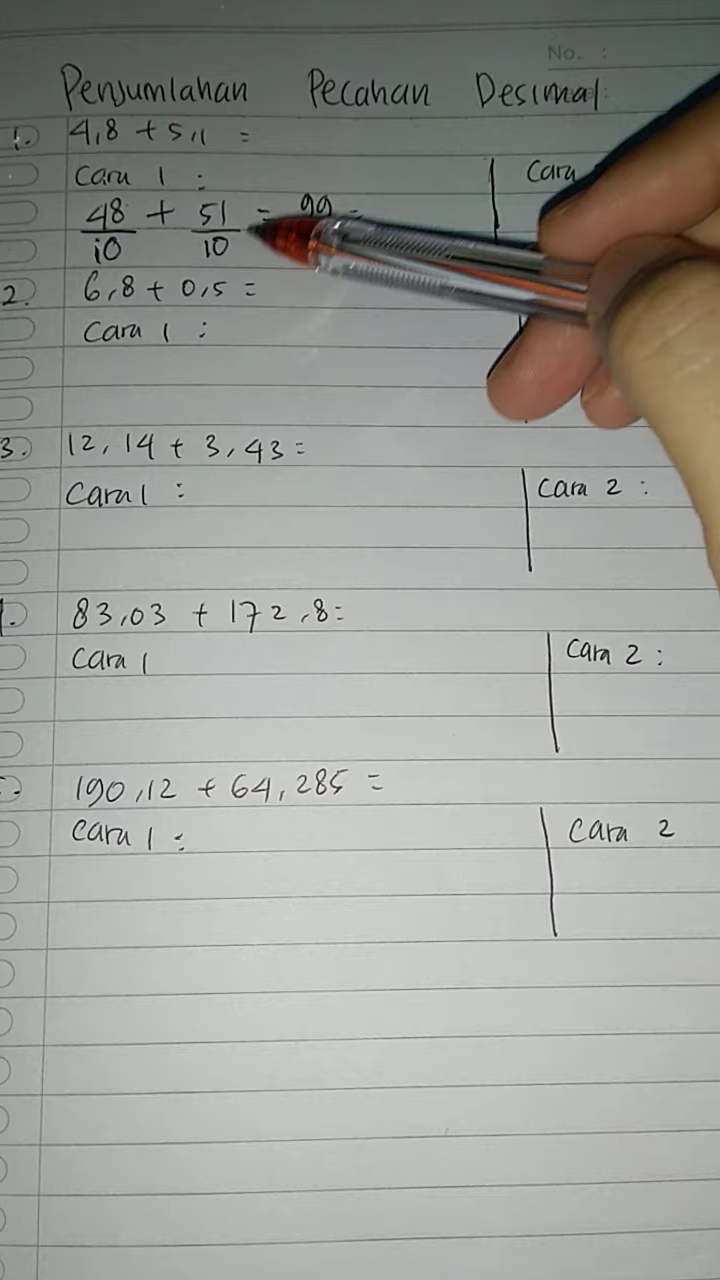 No. :
Penjumlahan Pecahan Desimal
1. 4,8 + 5,1 =
Cara 1 :
Cara
48/10 + 51/10 = 99 =
2. 6,8 + 0,5 =
Cara 1 :
3. 12,14 + 3,43 =
Cara 1 :
Cara 2 :
83,03 + 172,8 =
Cara 1
Cara 2 :
190,12 + 64,285 =
Cara 1 :
Cara 2